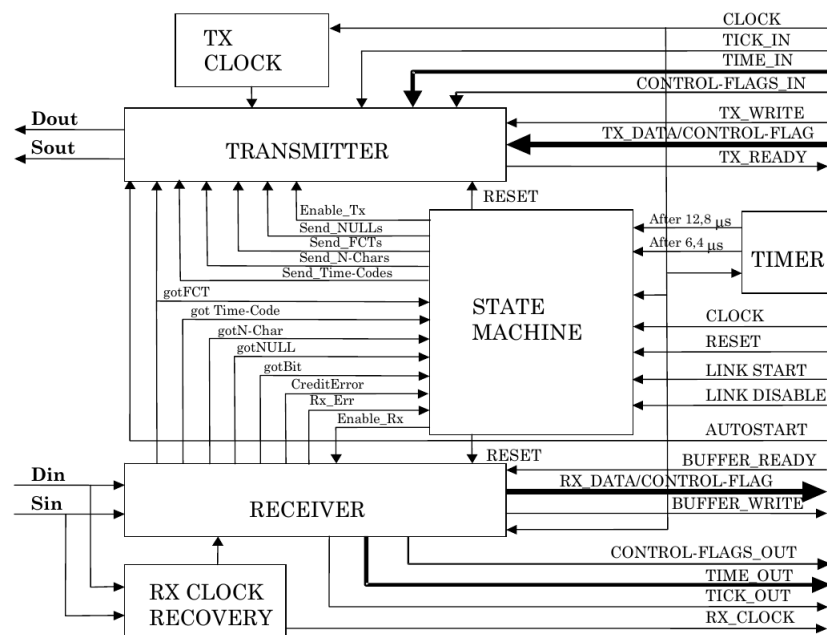 CLOCK
TX
CLOCK
TICK_IN
TIME_IN
CONTROL-FLAGS_IN
Dout
TX_WRITE
TRANSMITTER
TX_DATA/CONTROL-FLAG
Sout
TX_READY
RESET
Enable_Tx
Send_NULLs
Send_FCTs
Send_N-Chars
Send_Time-Codes
After 12,8 μs
After 6,4 μs
TIMER
gotFCT
got Time-Code
gotN-Char
gotNULL
gotBit
CreditError
Rx_Err
Enable_Rx
STATE
MACHINE
CLOCK
RESET
LINK START
LINK DISABLE
AUTOSTART
RESET
BUFFER_READY
Din
RX_DATA/CONTROL-FLAG
Sin
RECEIVER
BUFFER_WRITE
CONTROL-FLAGS_OUT
RX CLOCK
RECOVERY
TIME_OUT
TICK_OUT
RX_CLOCK